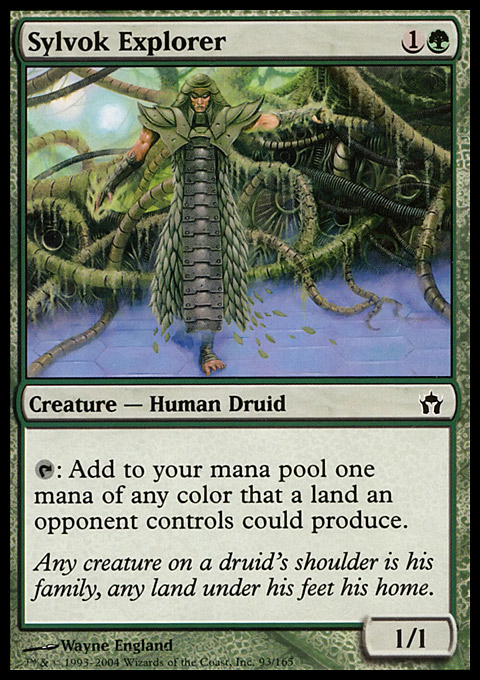 Sylvok Explorer 1
Creature — Human Druid
: Add to your mana pool one
mana of any color that a land an
opponent controls could produce.
Any creature on a druid's shoulder is his
family, any land under his feet his home.
Wayne England
™ & © 1993-2004 Wizards of the Coast, Inc. 93/165
1/1